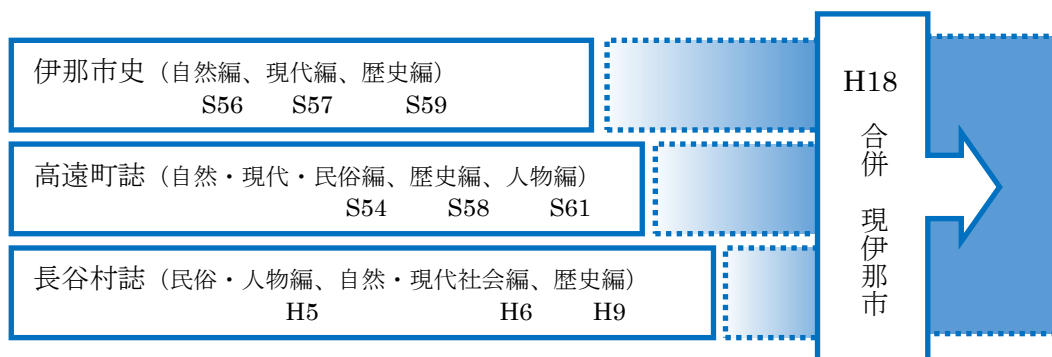 伊那市史（自然編、現代編、歴史編）
S56 S57 S59
高遠町誌（自然・現代・民俗編、歴史編、人物編）
S54 S58 S61
長谷村誌（民俗・人物編、自然・現代社会編、歴史編）
H5 H6 H9
H18
合併 現伊那市